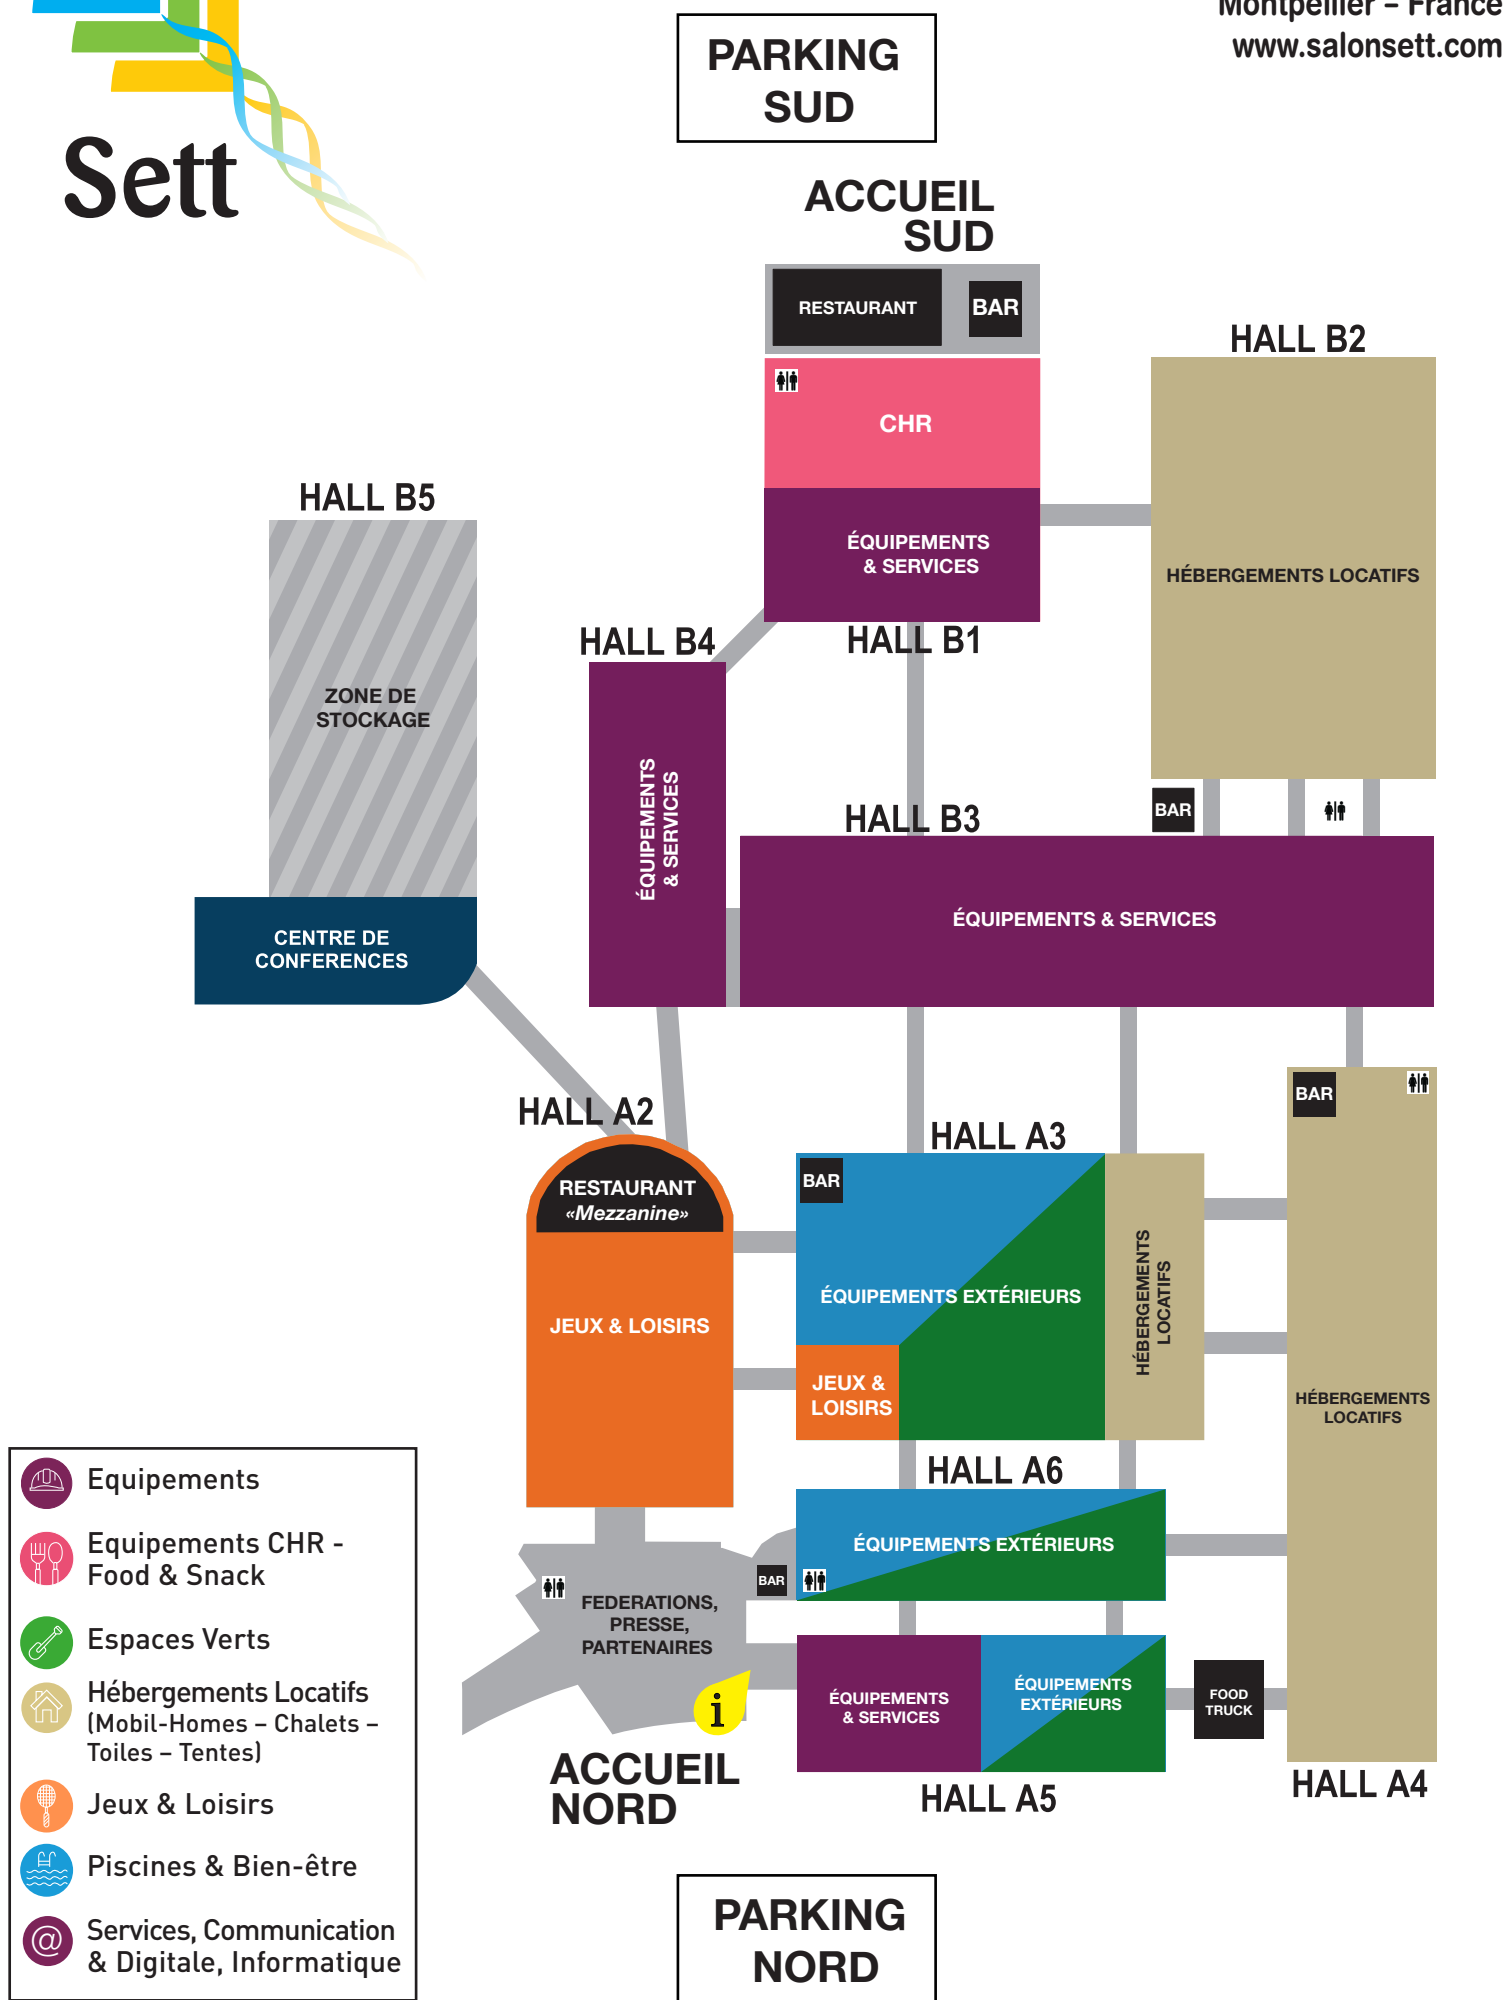 Montpellier – France
www.salonsett.com
Sett
PARKING
SUD
ACCUEIL
SUD
RESTAURANT
BAR
CHR
ÉQUIPEMENTS
& SERVICES
HALL B1
HALL B2
HÉBERGEMENTS LOCATIFS
HALL B5
ZONE DE
STOCKAGE
CENTRE DE
CONFERENCES
HALL B4
ÉQUIPEMENTS
& SERVICES
BAR
HALL B3
ÉQUIPEMENTS & SERVICES
HALL A2
RESTAURANT
«Mezzanine»
JEUX & LOISIRS
HALL A3
BAR
ÉQUIPEMENTS EXTÉRIEURS
JEUX &
LOISIRS
HÉBERGEMENTS
LOCATIFS
BAR
HÉBERGEMENTS
LOCATIFS
HALL A4
HALL A6
ÉQUIPEMENTS EXTÉRIEURS
BAR
FEDERATIONS,
PRESSE,
PARTENAIRES
i
ACCUEIL
NORD
ÉQUIPEMENTS
& SERVICES
ÉQUIPEMENTS
EXTÉRIEURS
FOOD
TRUCK
HALL A5
PARKING
NORD
Equipements
Equipements CHR -
Food & Snack
Espaces Verts
Hébergements Locatifs
(Mobil-Homes – Chalets –
Toiles – Tentes)
Jeux & Loisirs
Piscines & Bien-être
@
Services, Communication
& Digitale, Informatique